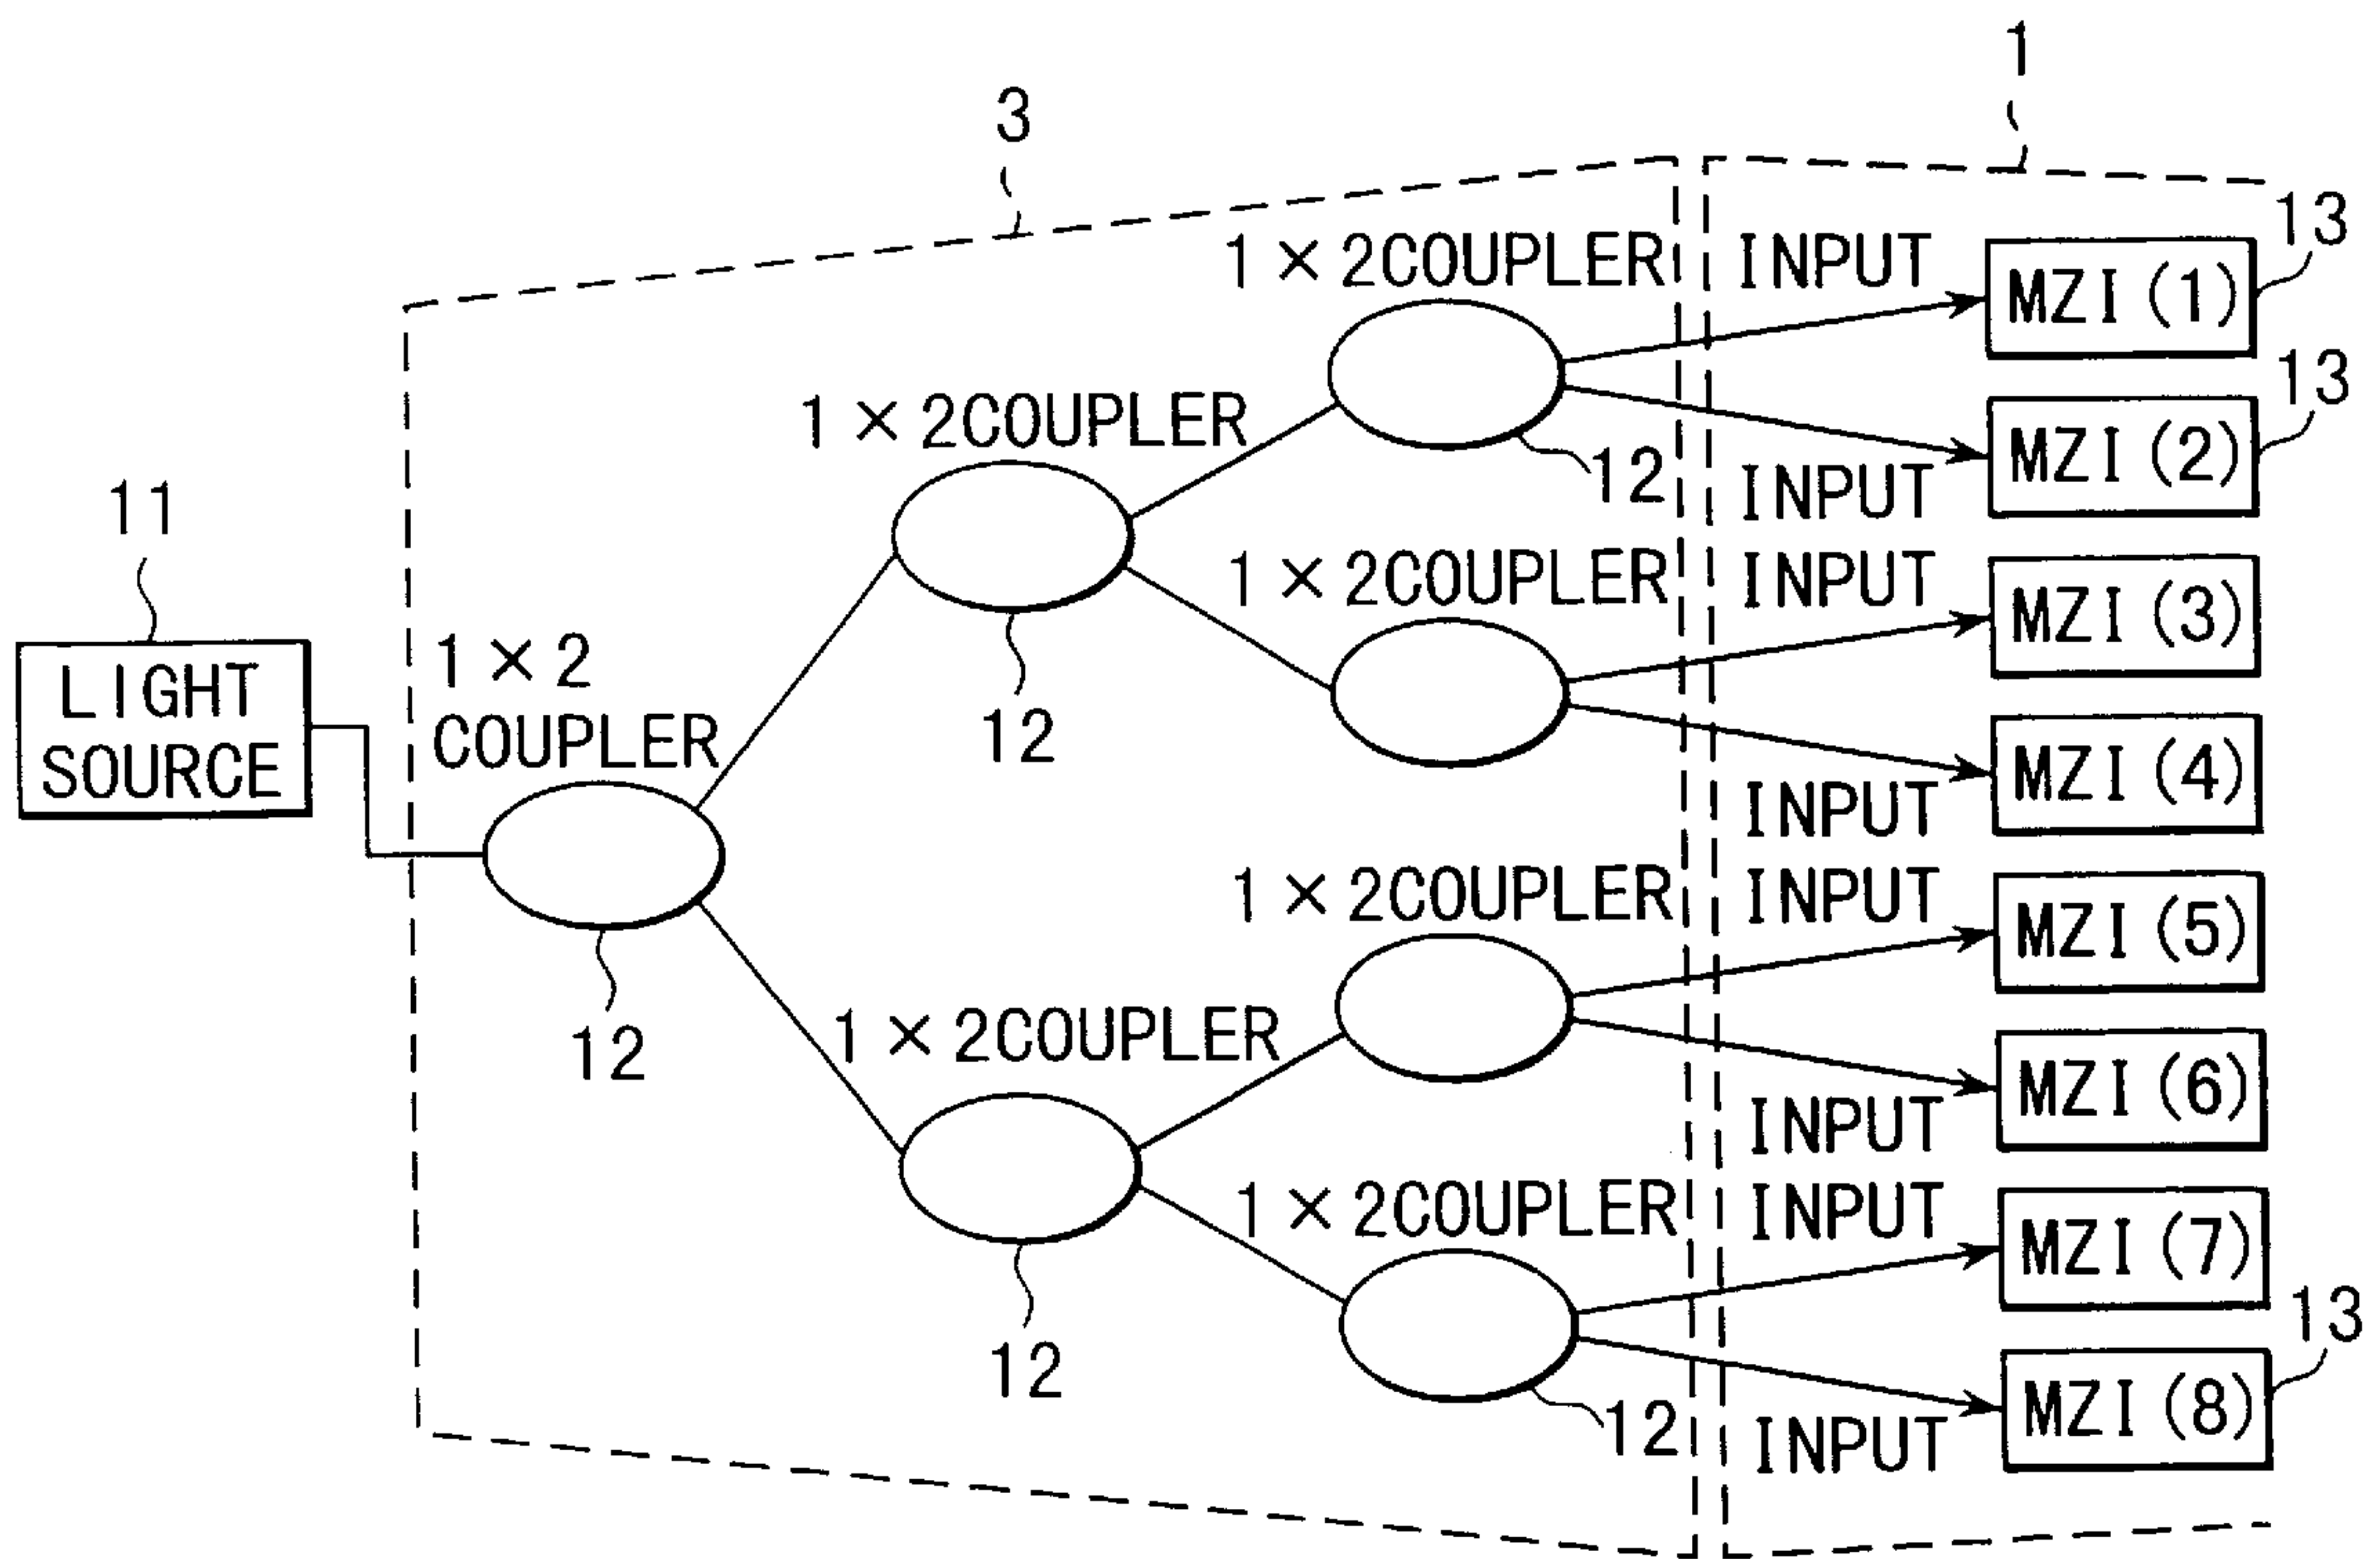 1
3
13
1 × 2COUPLER
INPUT
MZI (1)
13
1 × 2COUPLER
MZI (2)
12
INPUT
11
1 × 2COUPLER
INPUT
MZI (3)
1 × 2
COUPLER
LIGHT
SOURCE
12
MZI (4)
INPUT
1 × 2COUPLER
INPUT
MZI (5)
12
1 × 2COUPLER
MZI (6)
INPUT
1 × 2COUPLER
INPUT
MZI (7)
13
12
12
MZI (8)
INPUT